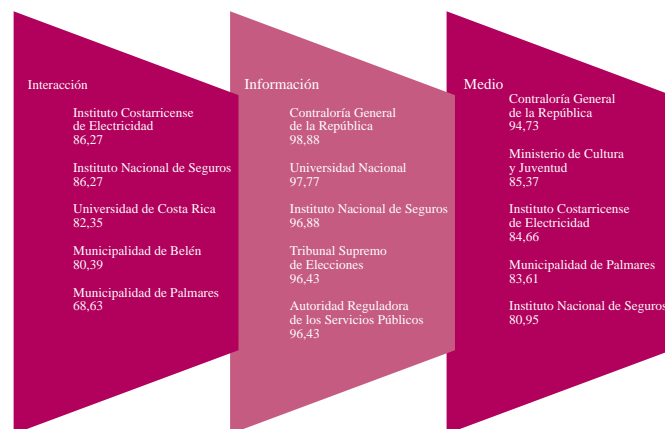 Interacción
Instituto Costarricense
de Electricidad
86,27
Instituto Nacional de Seguros
86,27
Universidad de Costa Rica
82,35
Municipalidad de Belén
80,39
Municipalidad de Palmares
68,63
Información
Contraloría General
de la República
98,88
Universidad Nacional
97,77
Instituto Nacional de Seguros
96,88
Tribunal Supremo
de Elecciones
96,43
Autoridad Reguladora
de los Servicios Públicos
96,43
Medio
Contraloría General
de la República
94,73
Ministerio de Cultura
y Juventud
85,37
Instituto Costarricense
de Electricidad
84,66
Municipalidad de Palmares
83,61
Instituto Nacional de Seguros
80,95